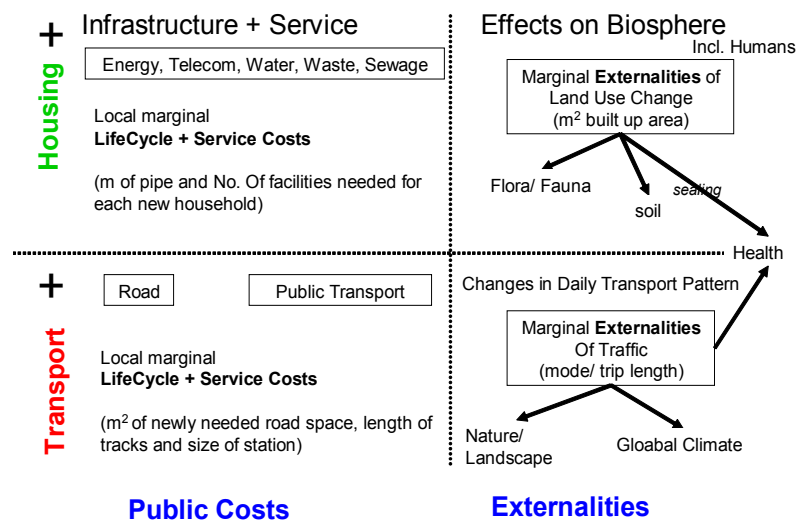 +
Housing
Infrastructure + Service
Energy, Telecom, Water, Waste, Sewage
Local marginal
LifeCycle + Service Costs
(m of pipe and No. Of facilities needed for
each new household)
Effects on Biosphere
Incl. Humans
Marginal Externalities of
Land Use Change
(m² built up area)
Flora/ Fauna
soil
sealing
Health
+
Transport
Road
Public Transport
Local marginal
LifeCycle + Service Costs
(m² of newly needed road space, length of
tracks and size of station)
Changes in Daily Transport Pattern
Marginal Externalities
Of Traffic
(mode/ trip length)
Nature/
Landscape
Gloabal Climate
Public Costs
Externalities